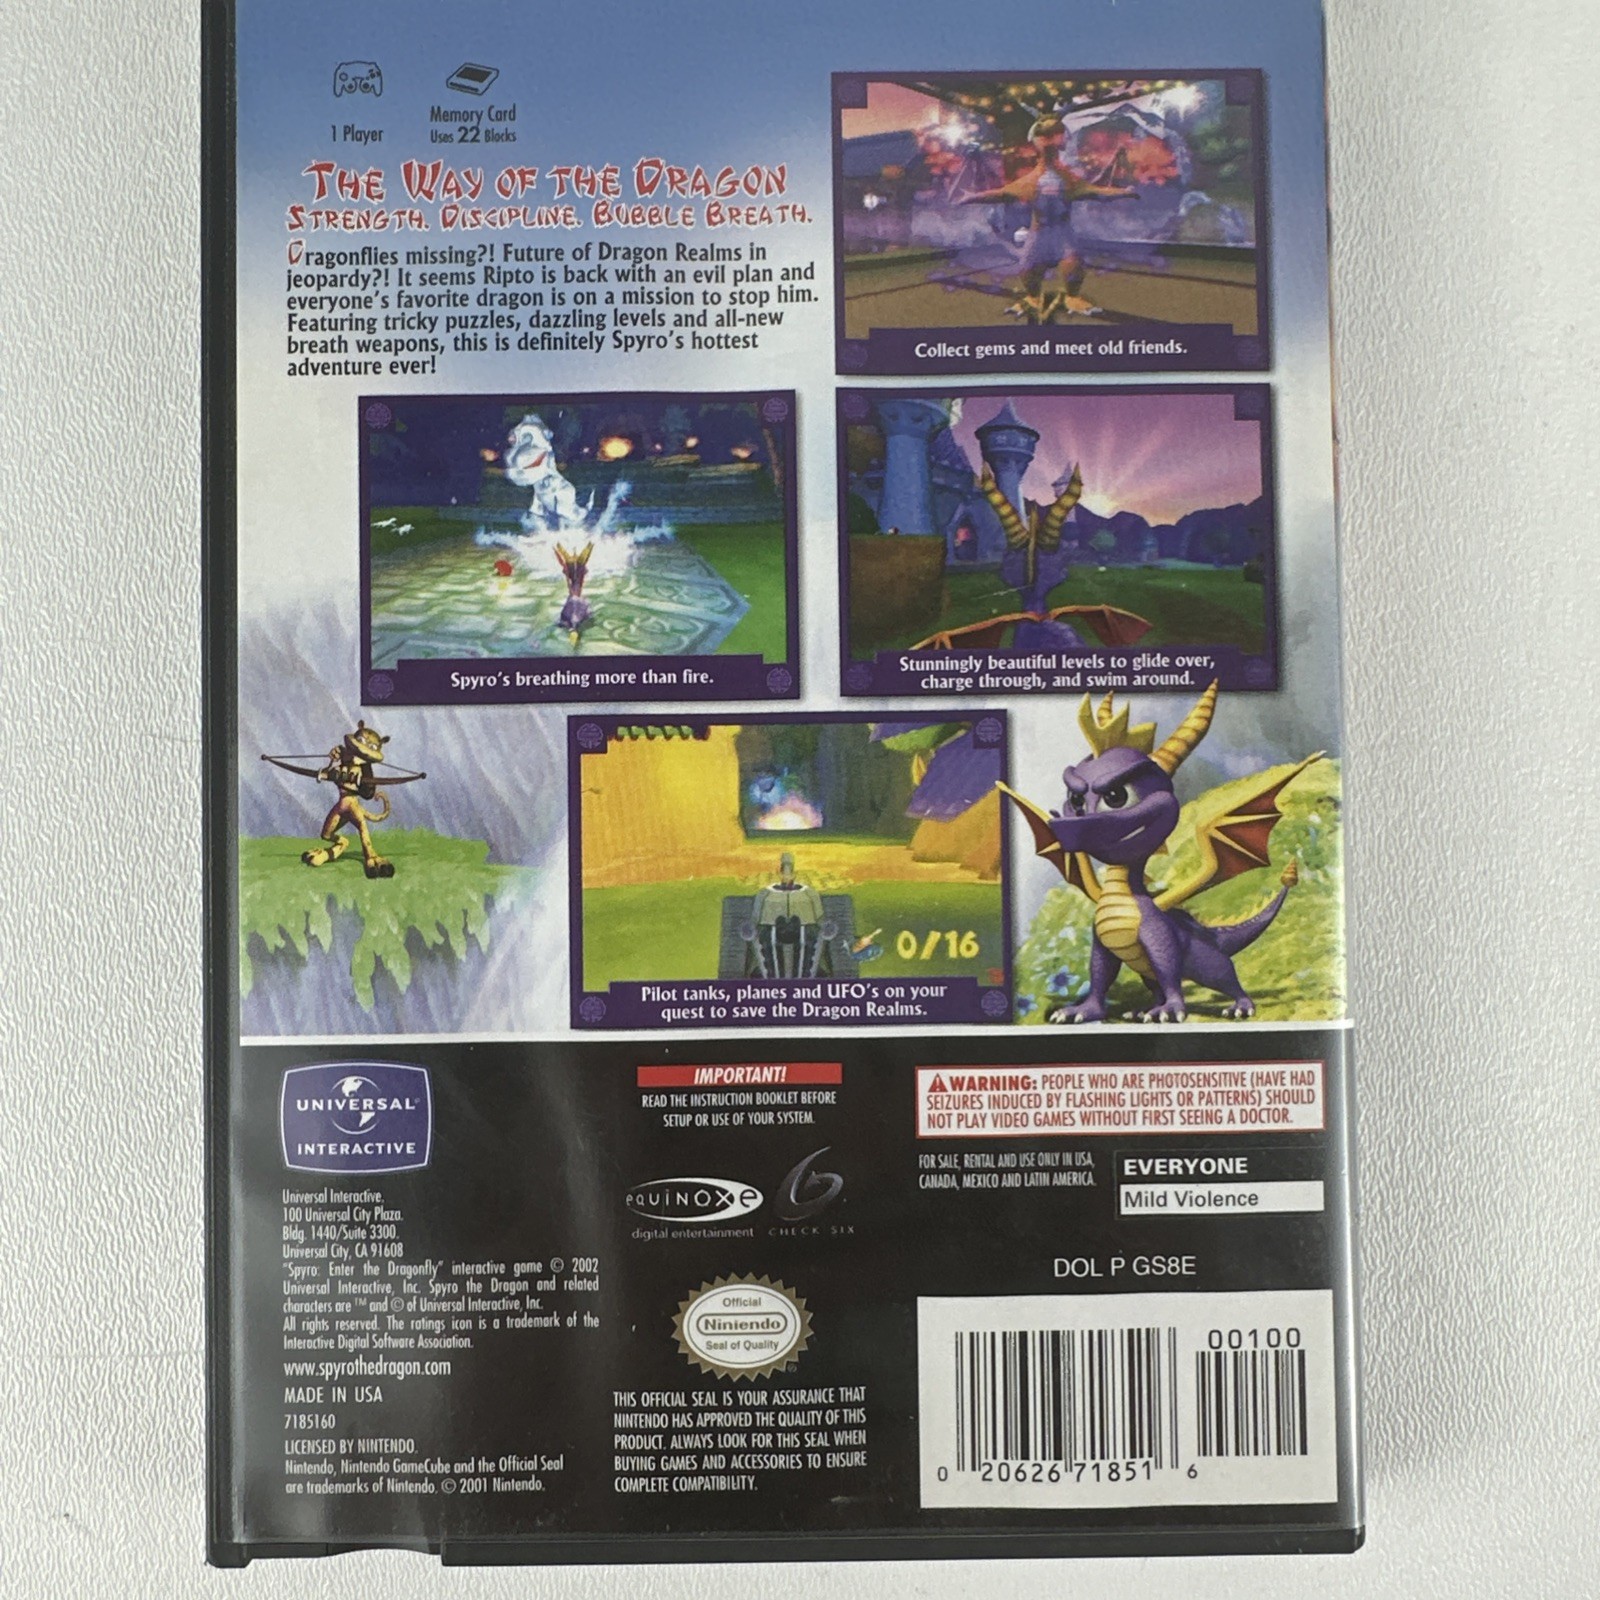 1 Player
Memory Card
Uses 22 Blocks
THE WAY OF THE DRAGON
STRENGTH. DISCIPLINE. BUBBLE BREATH.
Dragonflies missing?! Future of Dragon Realms in
jeopardy?! It seems Ripto is back with an evil plan and
everyone's favorite dragon is on a mission to stop him.
Featuring tricky puzzles, dazzling levels and all-new
breath weapons, this is definitely Spyro's hottest
adventure ever!
Collect gems and meet old friends.
Spyro's breathing more than fire.
Stunningly beautiful levels to glide over,
charge through, and swim around.
0/16
Pilot tanks, planes and UFO's on your
quest to save the Dragon Realms.
UNIVERSAL
INTERACTIVE
Universal Interactive.
100 Universal City Plaza.
Bldg. 1440/Suite 3300.
Universal City, CA 91608
"Spyro: Enter the Dragonfly" interactive game © 2002
Universal Interactive, Inc. Spyro the Dragon and related
characters are ™ and © of Universal Interactive, Inc.
All rights reserved. The ratings icon is a trademark of the
Interactive Digital Software Association.
www.spyrothedragon.com
MADE IN USA
7185160
LICENSED BY NINTENDO.
Nintendo, Nintendo GameCube and the Official Seal
are trademarks of Nintendo. © 2001 Nintendo.
IMPORTANT!
READ THE INSTRUCTION BOOKLET BEFORE
SETUP OR USE OF YOUR SYSTEM.
eQUiNOXe
digital entertainment
CHECK SIX
Official
Nintendo
Seal of Quality
®
THIS OFFICIAL SEAL IS YOUR ASSURANCE THAT
NINTENDO HAS APPROVED THE QUALITY OF THIS
PRODUCT. ALWAYS LOOK FOR THIS SEAL WHEN
BUYING GAMES AND ACCESSORIES TO ENSURE
COMPLETE COMPATIBILITY.
WARNING: PEOPLE WHO ARE PHOTOSENSITIVE (HAVE HAD
SEIZURES INDUCED BY FLASHING LIGHTS OR PATTERNS) SHOULD
NOT PLAY VIDEO GAMES WITHOUT FIRST SEEING A DOCTOR.
FOR SALE, RENTAL AND USE ONLY IN USA,
CANADA, MEXICO AND LATIN AMERICA.
EVERYONE
Mild Violence
DOL P GS8E
00100
0 20626 71851 6